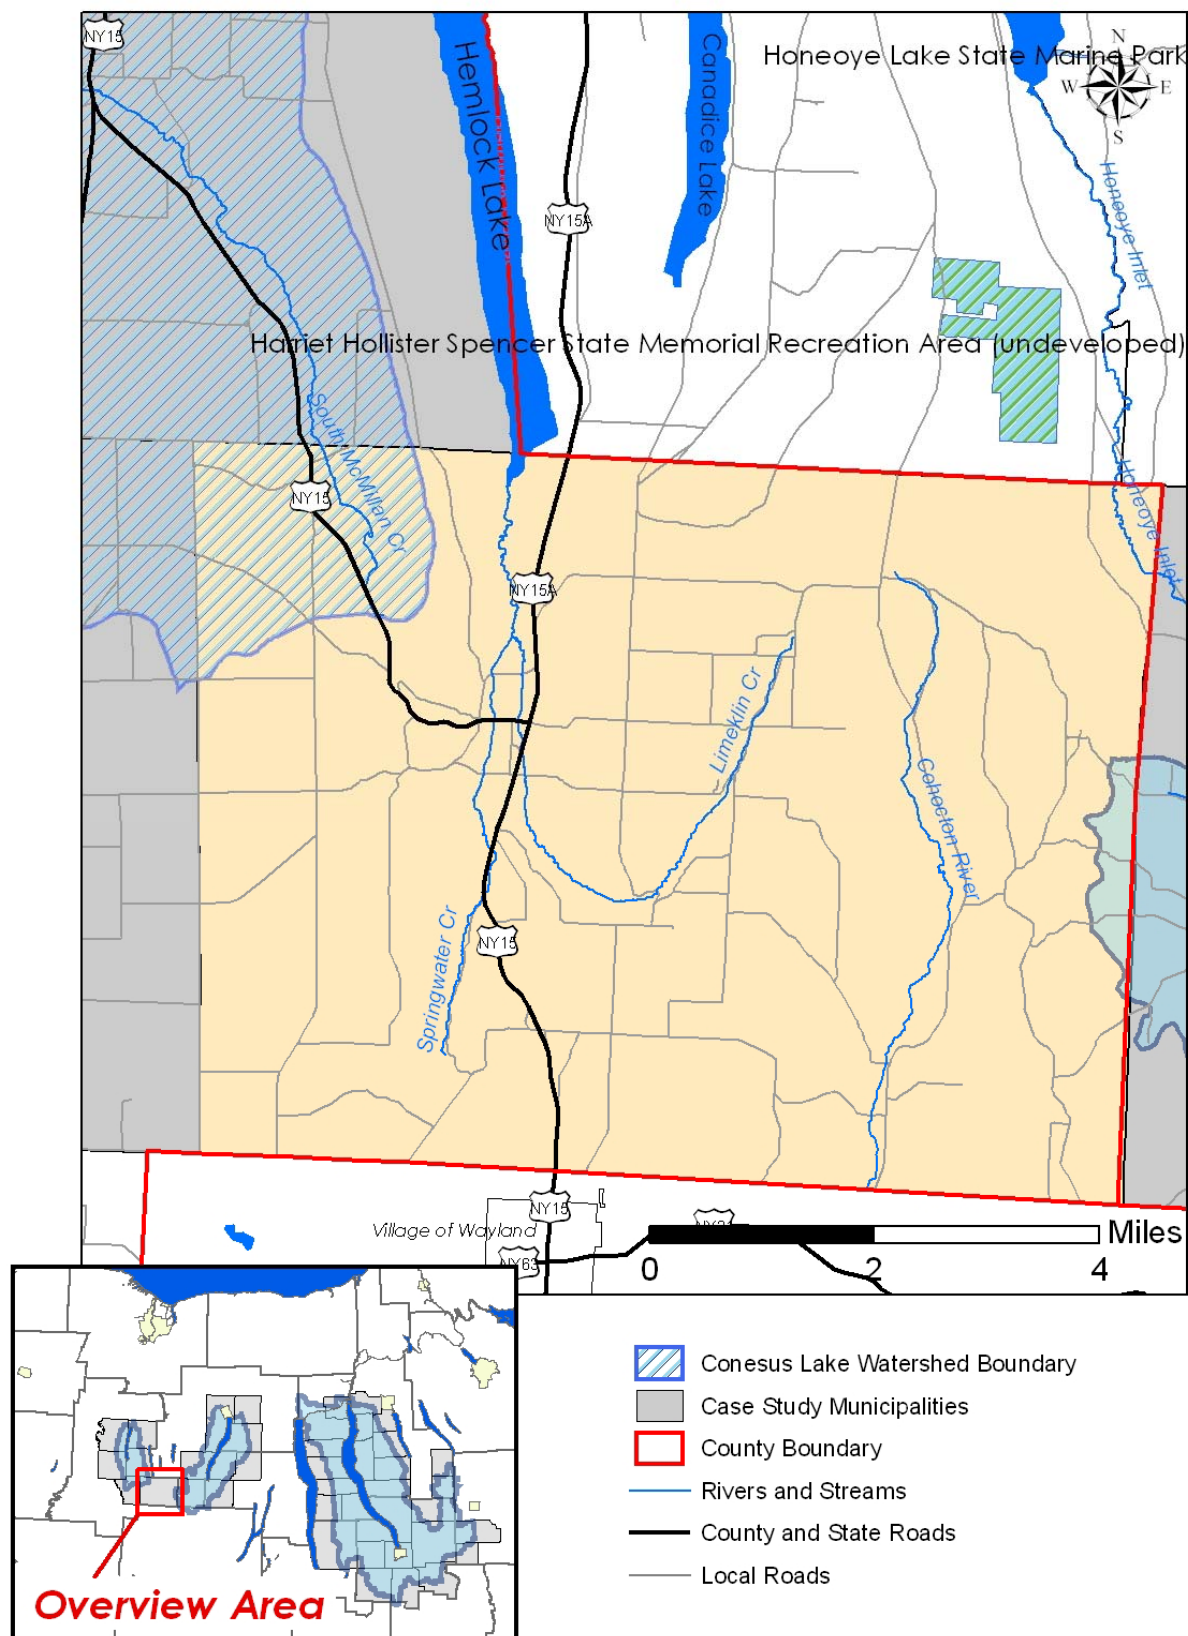 NY15
Hemlock Lake
Canadice Lake
Honeoye Lake State Marine Park
N
W
E
S
NY15A
Honeoye Inlet
Harriet Hollister Spencer State Memorial Recreation Area (undeveloped)
South McMillan Cr
NY15
Honeoye Inlet
NY15A
Limeklin Cr
Cohocton River
Springwater Cr
NY15
NY15
Village of Wayland
NY63
Miles
0
2
4
Conesus Lake Watershed Boundary
Case Study Municipalities
County Boundary
Rivers and Streams
County and State Roads
Local Roads
Overview Area